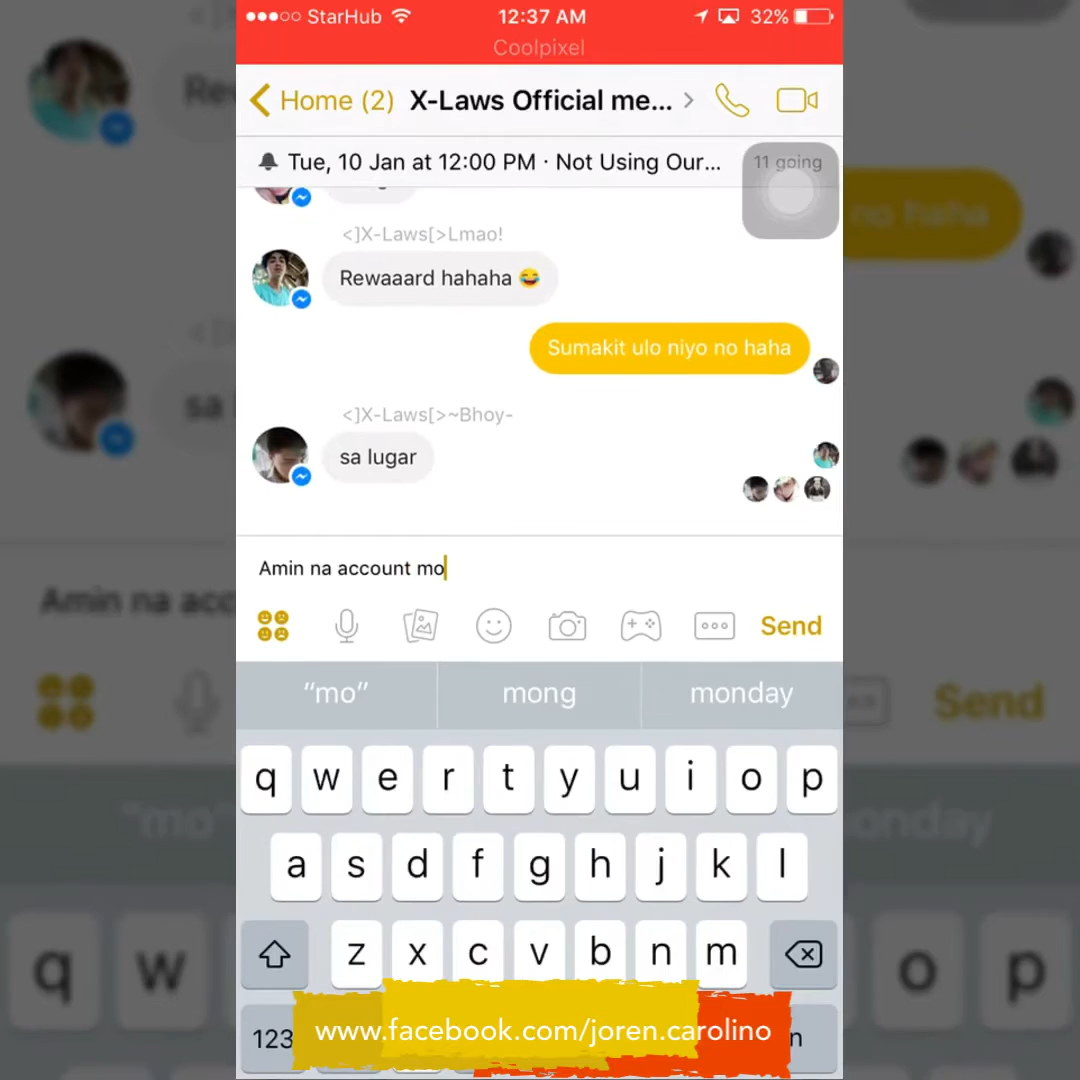 StarHub 12:37 AM 32%
Coolpixel
Home (2) X-Laws Official me...
Tue, 10 Jan at 12:00 PM · Not Using Our... 11 going
<]X-Laws[>Lmao!
Rewaaard hahaha 😂
Sumakit ulo niyo no haha
<]X-Laws[>~Bhoy-
sa lugar
Amin na account mo
Send
“mo” mong monday
q w e r t y u i o p
a s d f g h j k l
z x c v b n m
123
www.facebook.com/joren.carolino